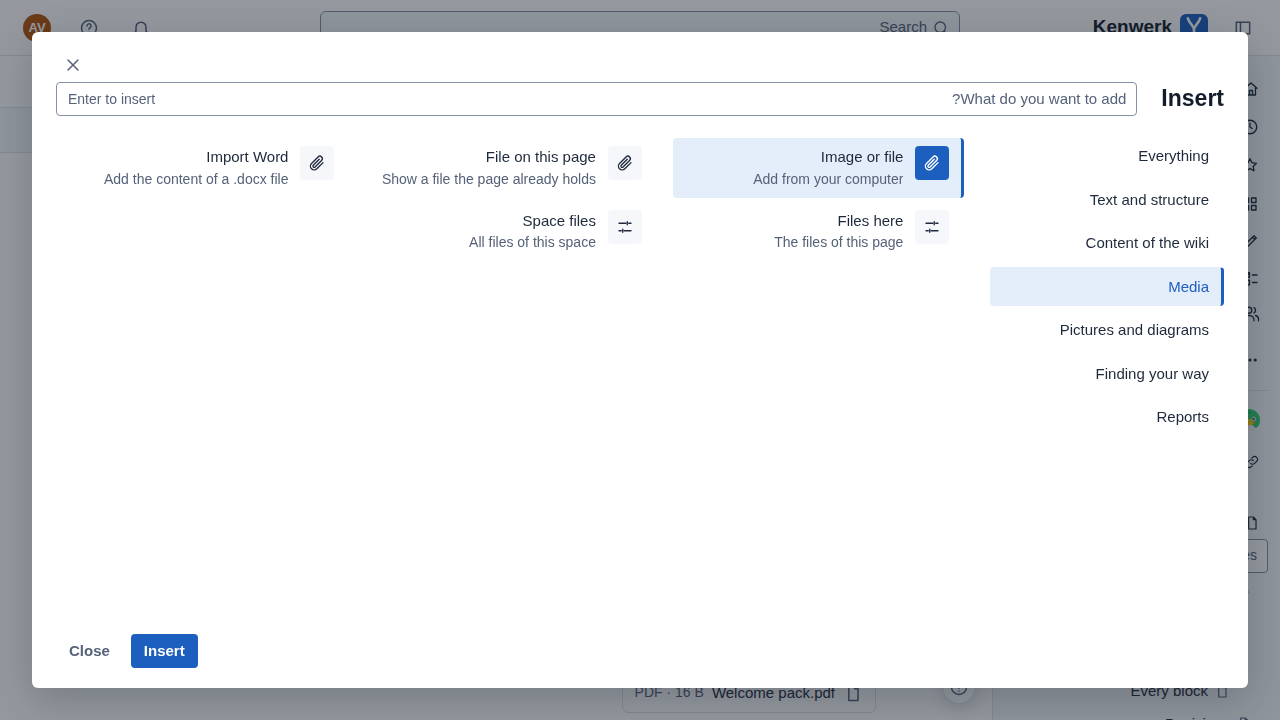 AV
Search
Kenwerk
Insert
What do you want to add?
Enter to insert
Everything
Text and structure
Content of the wiki
Media
Pictures and diagrams
Finding your way
Reports
Image or file
Add from your computer
File on this page
Show a file the page already holds
Import Word
Add the content of a .docx file
Files here
The files of this page
Space files
All files of this space
Close
Insert
PDF · 16 B
Welcome pack.pdf
Every block